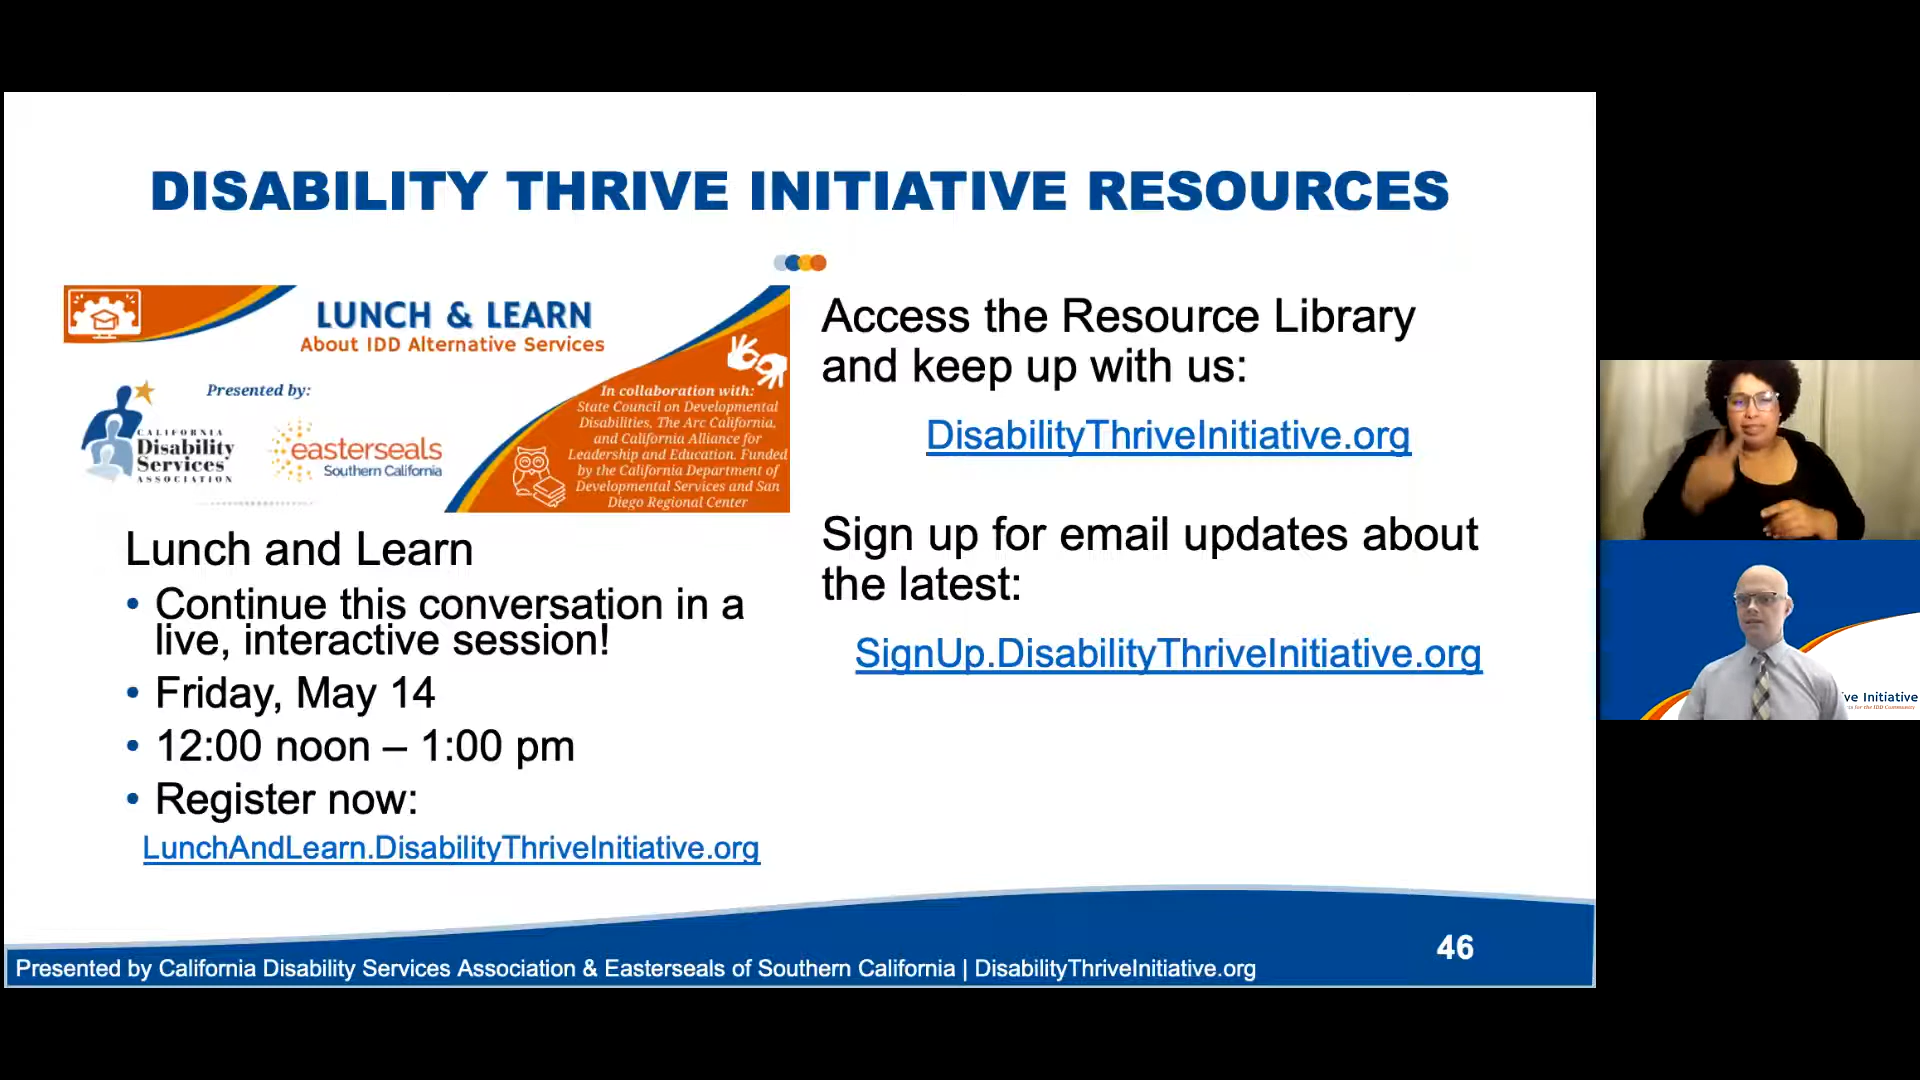 DISABILITY THRIVE INITIATIVE RESOURCES
LUNCH & LEARN
About IDD Alternative Services
Presented by:
CALIFORNIA
Disability
Services
ASSOCIATION
easterseals
Southern California
In collaboration with:
State Council on Developmental
Disabilities, The Arc California,
and California Alliance for
Leadership and Education. Funded
by the California Department of
Developmental Services and San
Diego Regional Center
Lunch and Learn
• Continue this conversation in a
live, interactive session!
• Friday, May 14
• 12:00 noon – 1:00 pm
• Register now:
LunchAndLearn.DisabilityThriveInitiative.org
Access the Resource Library
and keep up with us:
DisabilityThriveInitiative.org
Sign up for email updates about
the latest:
SignUp.DisabilityThriveInitiative.org
Initiative
for the IDD Community
Presented by California Disability Services Association & Easterseals of Southern California | DisabilityThriveInitiative.org
46